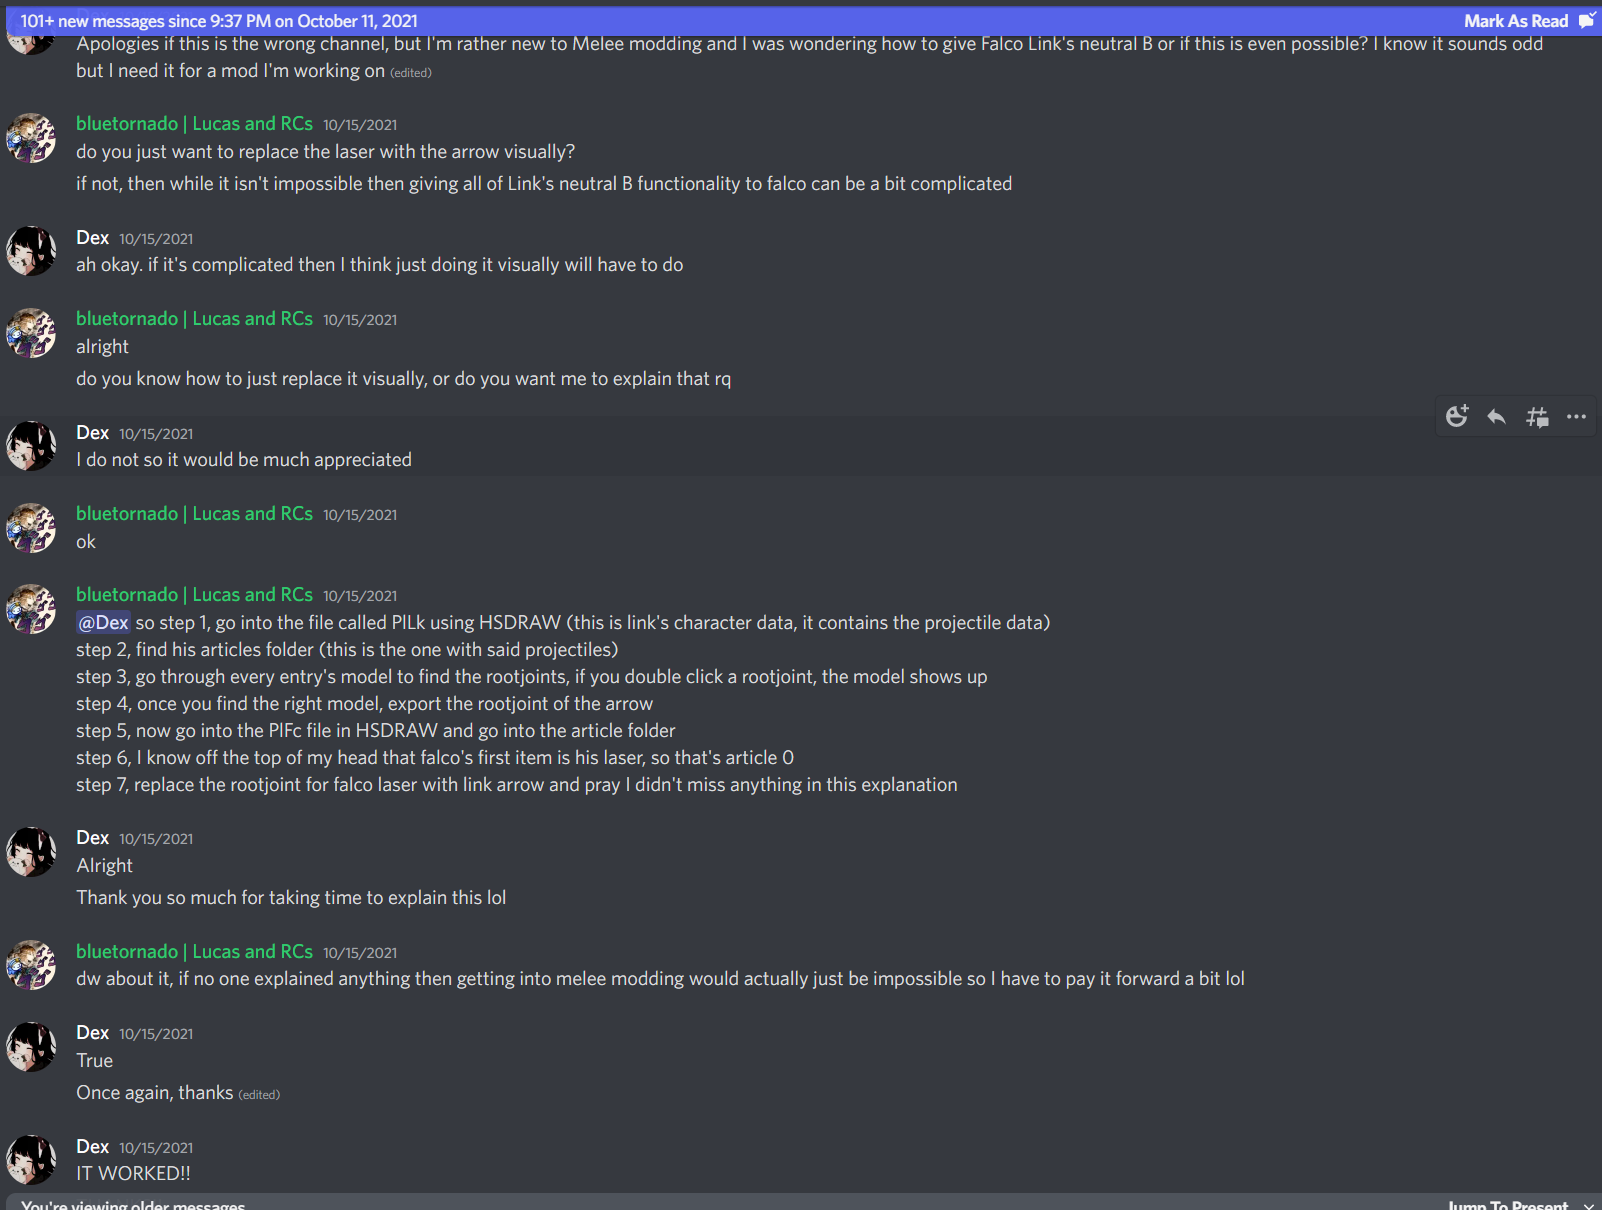 101+ new messages since 9:37 PM on October 11, 2021
Mark As Read
Apologies if this is the wrong channel, but I'm rather new to Melee modding and I was wondering how to give Falco Link's neutral B or if this is even possible? I know it sounds odd
but I need it for a mod I'm working on (edited)
bluetornado | Lucas and RCs 10/15/2021
do you just want to replace the laser with the arrow visually?
if not, then while it isn't impossible then giving all of Link's neutral B functionality to falco can be a bit complicated
Dex 10/15/2021
ah okay. if it's complicated then I think just doing it visually will have to do
bluetornado | Lucas and RCs 10/15/2021
alright
do you know how to just replace it visually, or do you want me to explain that rq
Dex 10/15/2021
I do not so it would be much appreciated
bluetornado | Lucas and RCs 10/15/2021
ok
bluetornado | Lucas and RCs 10/15/2021
@Dex so step 1, go into the file called PlLk using HSDRAW (this is link's character data, it contains the projectile data)
step 2, find his articles folder (this is the one with said projectiles)
step 3, go through every entry's model to find the rootjoints, if you double click a rootjoint, the model shows up
step 4, once you find the right model, export the rootjoint of the arrow
step 5, now go into the PlFc file in HSDRAW and go into the article folder
step 6, I know off the top of my head that falco's first item is his laser, so that's article 0
step 7, replace the rootjoint for falco laser with link arrow and pray I didn't miss anything in this explanation
Dex 10/15/2021
Alright
Thank you so much for taking time to explain this lol
bluetornado | Lucas and RCs 10/15/2021
dw about it, if no one explained anything then getting into melee modding would actually just be impossible so I have to pay it forward a bit lol
Dex 10/15/2021
True
Once again, thanks (edited)
Dex 10/15/2021
IT WORKED!!
You're viewing older messages
Jump To Present